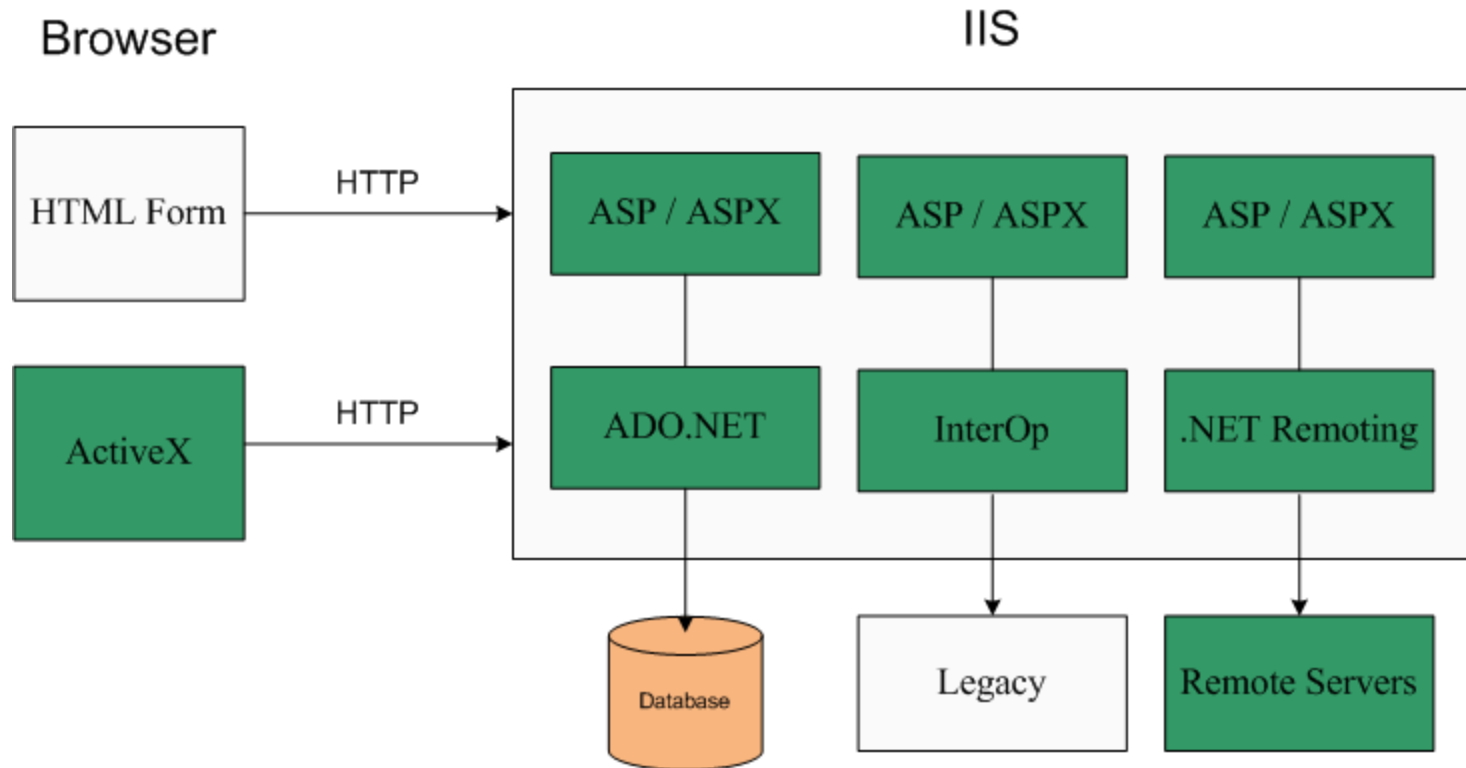 Browser
IIS
HTML Form
HTTP
ASP / ASPX
ASP / ASPX
ASP / ASPX
ActiveX
HTTP
ADO.NET
InterOp
.NET Remoting
Database
Legacy
Remote Servers